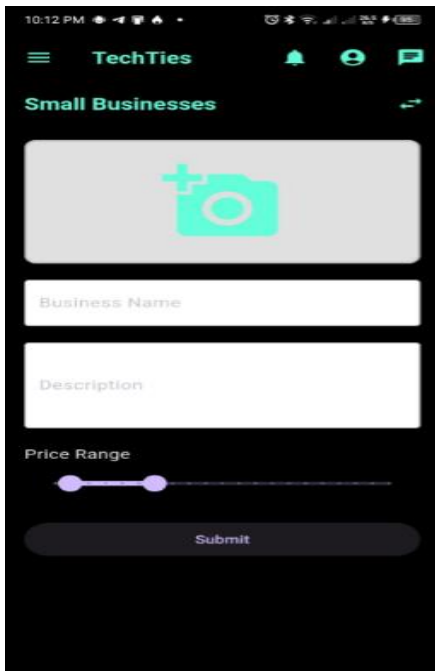 10:12 PM
TechTies
Small Businesses
Business Name
Description
Price Range
Submit